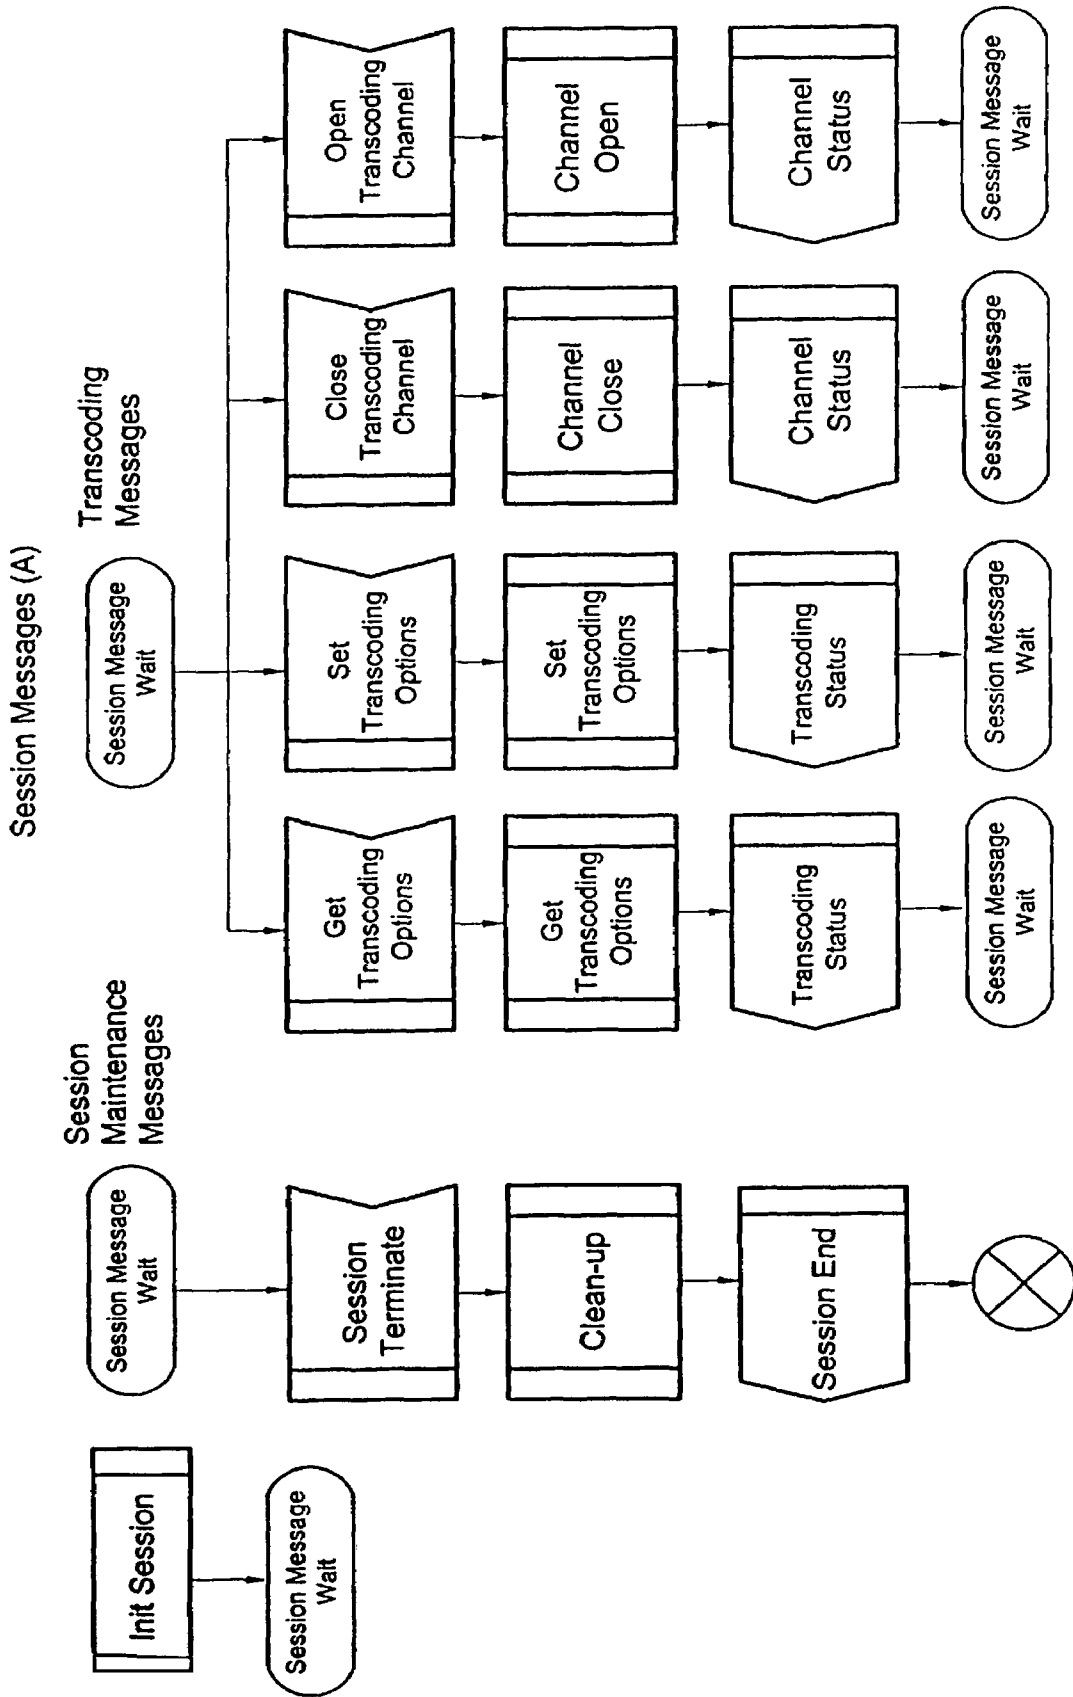 Session Messages (A)
Init Session
Session Message
Wait
Session
Maintenance
Messages
Session Message
Wait
Session
Terminate
Clean-up
Session End
Transcoding
Messages
Session Message
Wait
Get
Transcoding
Options
Get
Transcoding
Options
Transcoding
Status
Session Message
Wait
Set
Transcoding
Options
Set
Transcoding
Options
Transcoding
Status
Session Message
Wait
Close
Transcoding
Channel
Channel
Close
Channel
Status
Session Message
Wait
Open
Transcoding
Channel
Channel
Open
Channel
Status
Session Message
Wait